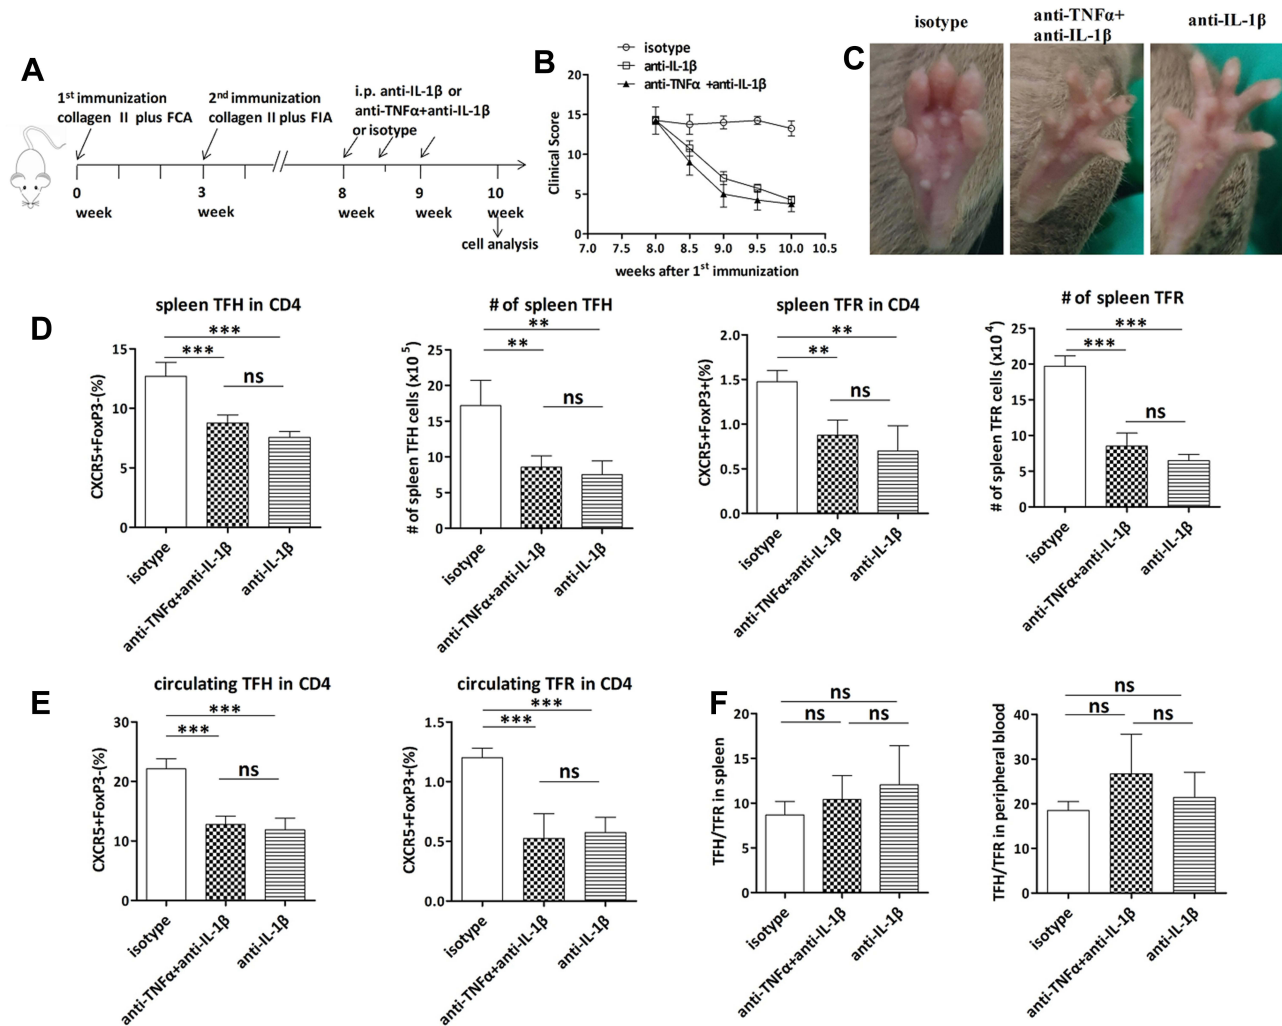 A
1st immunization
collagen II plus FCA
2nd immunization
collagen II plus FIA
i.p. anti-IL-1β or
anti-TNFα+anti-IL-1β
or isotype
0
3
8
9
10
week
week
week
week
week
cell analysis
B
isotype
anti-IL-1β
anti-TNFα +anti-IL-1β
Clinical Score
20
15
10
5
0
7.0 7.5 8.0 8.5 9.0 9.5 10.0 10.5
weeks after 1st immunization
C
isotype
anti-TNFα+
anti-IL-1β
anti-IL-1β
D
spleen TFH in CD4
***
***
ns
CXCR5+FoxP3-(%)
15
10
5
0
isotype
anti-TNFα+anti-IL-1β
anti-IL-1β
# of spleen TFH
**
**
ns
# of spleen TFH cells (x10 5)
25
20
15
10
5
0
isotype
anti-TNFα+anti-IL-1β
anti-IL-1β
spleen TFR in CD4
**
**
ns
CXCR5+FoxP3+(%)
2.0
1.5
1.0
0.5
0.0
isotype
anti-TNFα+anti-IL-1β
anti-IL-1β
# of spleen TFR
***
***
ns
# of spleen TFR cells (x10 4)
25
20
15
10
5
0
isotype
anti-TNFα+anti-IL-1β
anti-IL-1β
E
circulating TFH in CD4
***
***
ns
CXCR5+FoxP3-(%)
30
20
10
0
isotype
anti-TNFα+anti-IL-1β
anti-IL-1β
circulating TFR in CD4
***
***
ns
CXCR5+FoxP3+(%)
1.5
1.0
0.5
0.0
isotype
anti-TNFα+anti-IL-1β
anti-IL-1β
F
ns
ns
ns
TFH/TFR in spleen
20
15
10
5
0
isotype
anti-TNFα+anti-IL-1β
anti-IL-1β
ns
ns
ns
TFH/TFR in peripheral blood
40
30
20
10
0
isotype
anti-TNFα+anti-IL-1β
anti-IL-1β